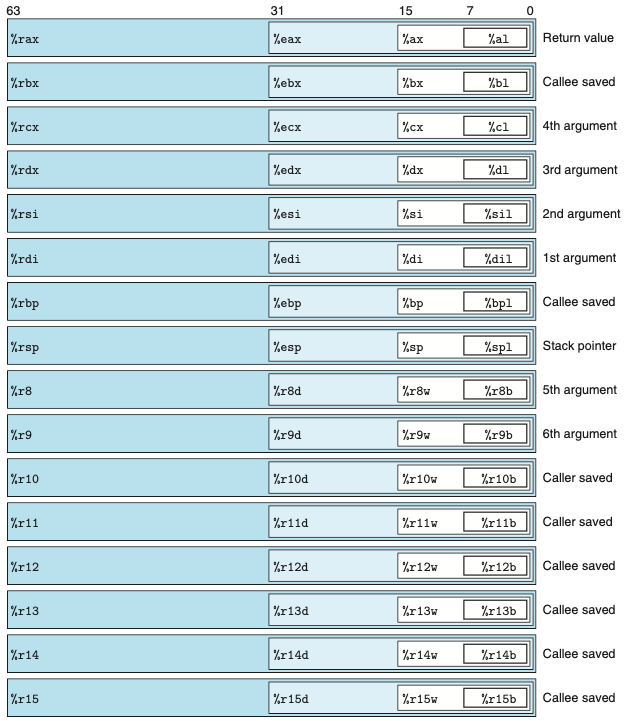 63 31 15 7 0
%rax %eax %ax %al Return value
%rbx %ebx %bx %bl Callee saved
%rcx %ecx %cx %cl 4th argument
%rdx %edx %dx %dl 3rd argument
%rsi %esi %si %sil 2nd argument
%rdi %edi %di %dil 1st argument
%rbp %ebp %bp %bpl Callee saved
%rsp %esp %sp %spl Stack pointer
%r8 %r8d %r8w %r8b 5th argument
%r9 %r9d %r9w %r9b 6th argument
%r10 %r10d %r10w %r10b Caller saved
%r11 %r11d %r11w %r11b Caller saved
%r12 %r12d %r12w %r12b Callee saved
%r13 %r13d %r13w %r13b Callee saved
%r14 %r14d %r14w %r14b Callee saved
%r15 %r15d %r15w %r15b Callee saved